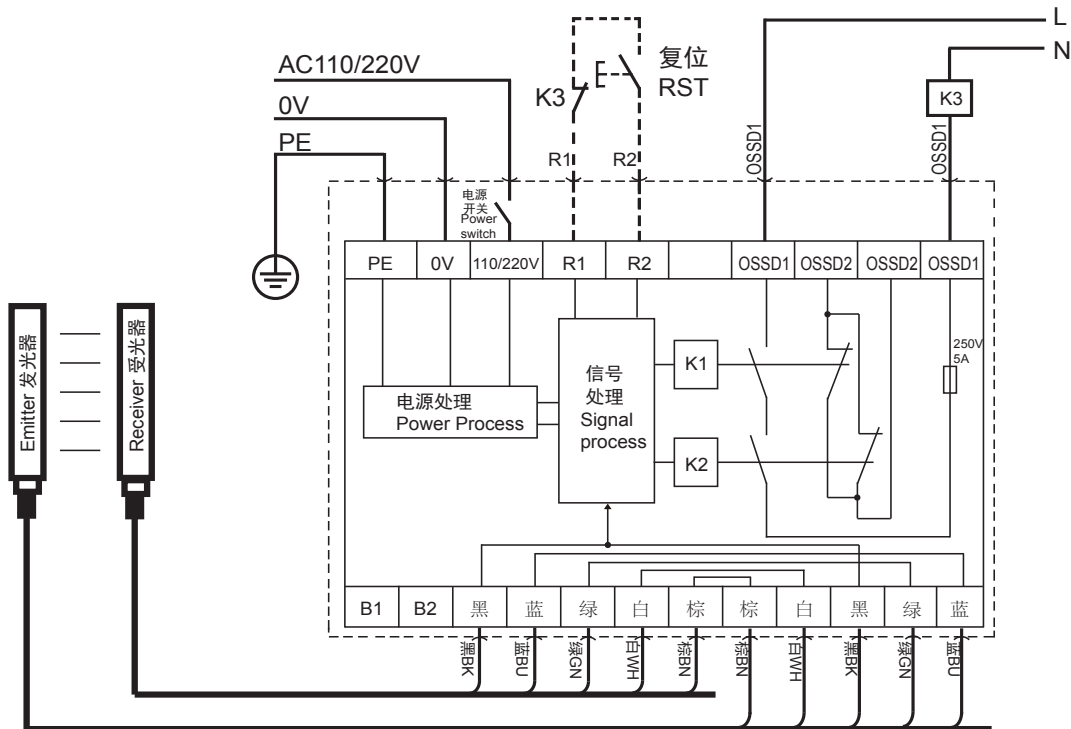 L
N
AC110/220V
0V
PE
K3
复位
RST
K3
R1
R2
OSSD1
OSSD1
电源
开关
Power
switch
PE
0V
110/220V
R1
R2
OSSD1
OSSD2
OSSD2
OSSD1
Emitter 发光器
Receiver 受光器
250V
5A
K1
信号
处理
Signal
process
电源处理
Power Process
K2
B1
B2
黑
蓝
绿
白
棕
棕
白
黑
绿
蓝
黑BK
蓝BU
绿GN
白WH
棕BN
棕BN
白WH
黑BK
绿GN
蓝BU